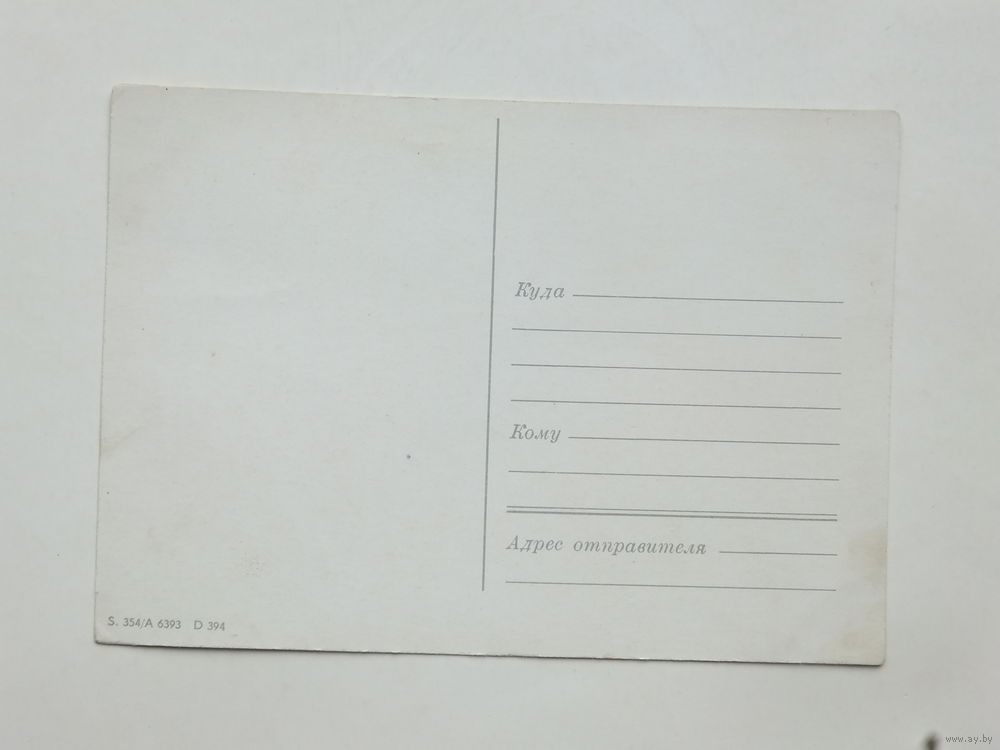 Куда
Кому
Адрес отправителя
S. 354/A 6393 D 394
www.ay.by